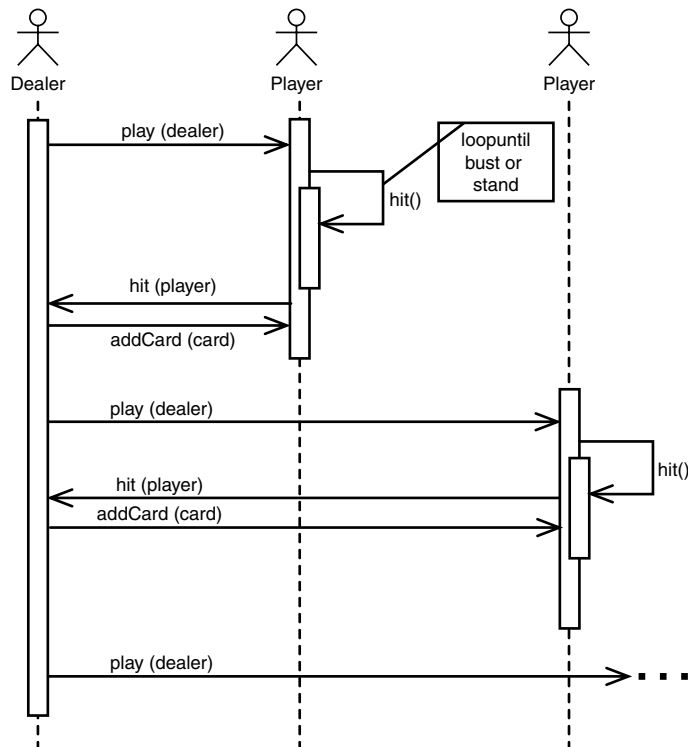 Dealer
Player
Player
play (dealer)
loopuntil
bust or
stand
hit()
hit (player)
addCard (card)
play (dealer)
hit()
hit (player)
addCard (card)
play (dealer)